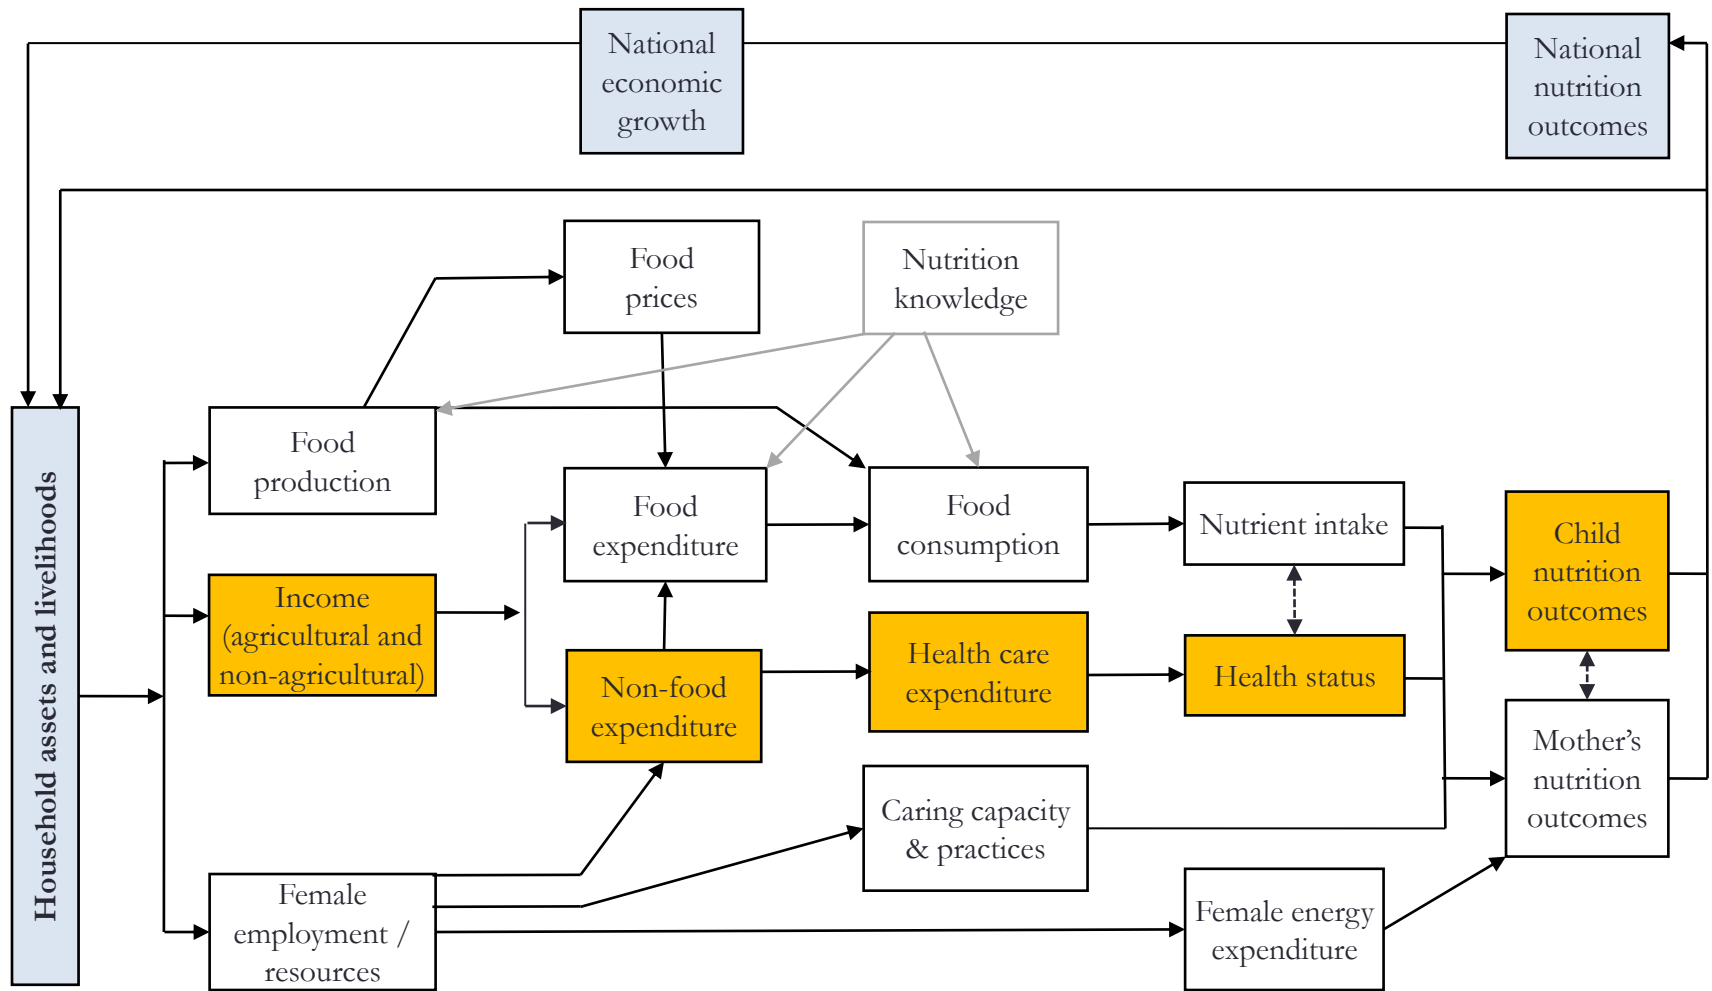 National
economic
growth
National
nutrition
outcomes
Food
prices
Nutrition
knowledge
Household assets and livelihoods
Food
production
Food
expenditure
Food
consumption
Nutrient intake
Child
nutrition
outcomes
Income
(agricultural and
non-agricultural)
Non-food
expenditure
Health care
expenditure
Health status
Mother’s
nutrition
outcomes
Caring capacity
& practices
Female
employment /
resources
Female energy
expenditure